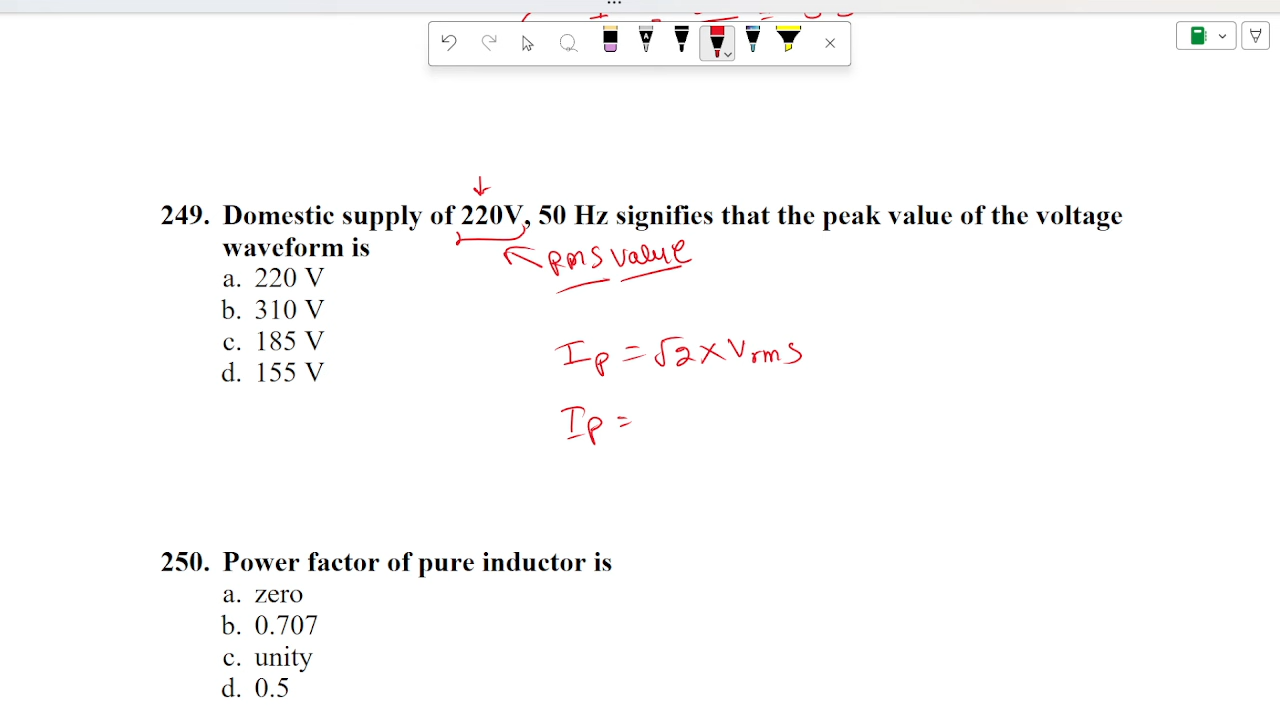 249. Domestic supply of 220V, 50 Hz signifies that the peak value of the voltage
waveform is
RMS value
a. 220 V
b. 310 V
c. 185 V
d. 155 V
Ip = √2 × Vrms
Ip =
250. Power factor of pure inductor is
a. zero
b. 0.707
c. unity
d. 0.5